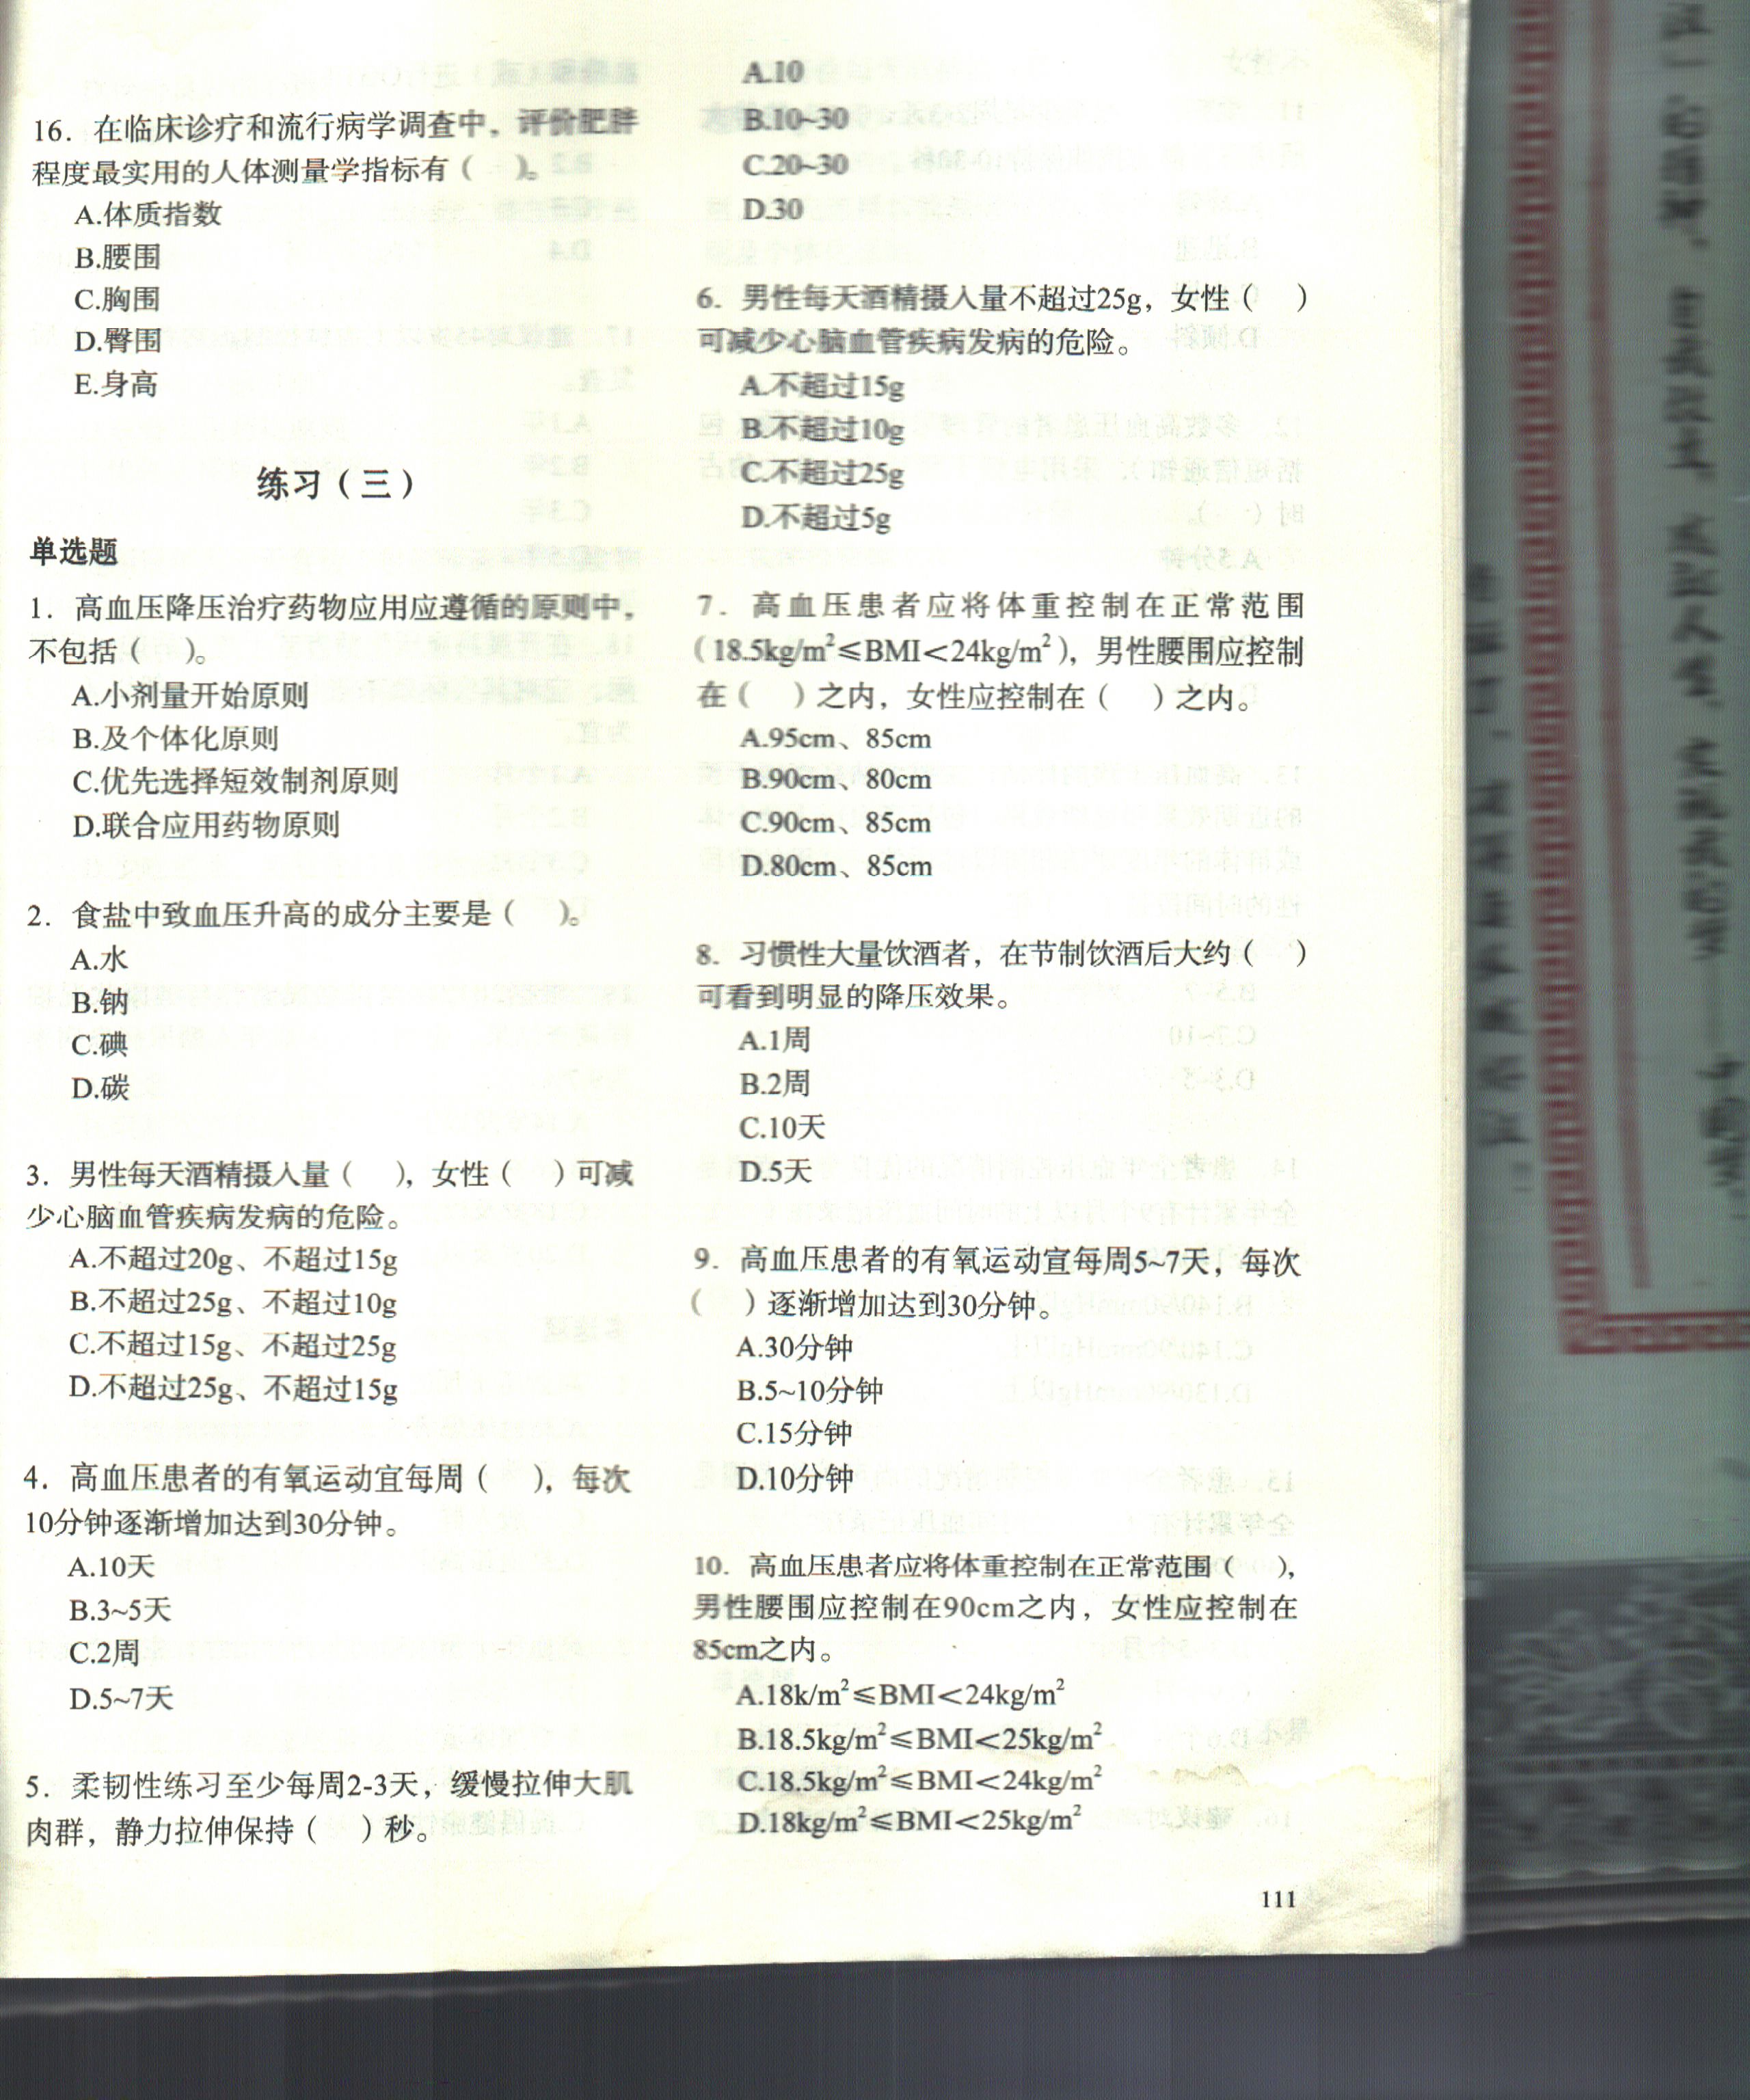 16. 在临床诊疗和流行病学调查中，评价肥胖
程度最实用的人体测量学指标有（　）。
A.体质指数
B.腰围
C.胸围
D.臀围
E.身高
练习（三）
单选题
1. 高血压降压治疗药物应用应遵循的原则中，
不包括（　）。
A.小剂量开始原则
B.及个体化原则
C.优先选择短效制剂原则
D.联合应用药物原则
2. 食盐中致血压升高的成分主要是（　）。
A.水
B.钠
C.碘
D.碳
3. 男性每天酒精摄入量（　），女性（　）可减
少心脑血管疾病发病的危险。
A.不超过20g、不超过15g
B.不超过25g、不超过10g
C.不超过15g、不超过25g
D.不超过25g、不超过15g
4. 高血压患者的有氧运动宜每周（　），每次
10分钟逐渐增加达到30分钟。
A.10天
B.3~5天
C.2周
D.5~7天
5. 柔韧性练习至少每周2-3天，缓慢拉伸大肌
肉群，静力拉伸保持（　）秒。
A.10
B.10~30
C.20~30
D.30
6. 男性每天酒精摄入量不超过25g，女性（　）
可减少心脑血管疾病发病的危险。
A.不超过15g
B.不超过10g
C.不超过25g
D.不超过5g
7. 高血压患者应将体重控制在正常范围
（18.5kg/m²≤BMI＜24kg/m²），男性腰围应控制
在（　）之内，女性应控制在（　）之内。
A.95cm、85cm
B.90cm、80cm
C.90cm、85cm
D.80cm、85cm
8. 习惯性大量饮酒者，在节制饮酒后大约（　）
可看到明显的降压效果。
A.1周
B.2周
C.10天
D.5天
9. 高血压患者的有氧运动宣每周5~7天，每次
（　）逐渐增加达到30分钟。
A.30分钟
B.5~10分钟
C.15分钟
D.10分钟
10. 高血压患者应将体重控制在正常范围（　），
男性腰围应控制在90cm之内，女性应控制在
85cm之内。
A.18k/m²≤BMI＜24kg/m²
B.18.5kg/m²≤BMI＜25kg/m²
C.18.5kg/m²≤BMI＜24kg/m²
D.18kg/m²≤BMI＜25kg/m²
111